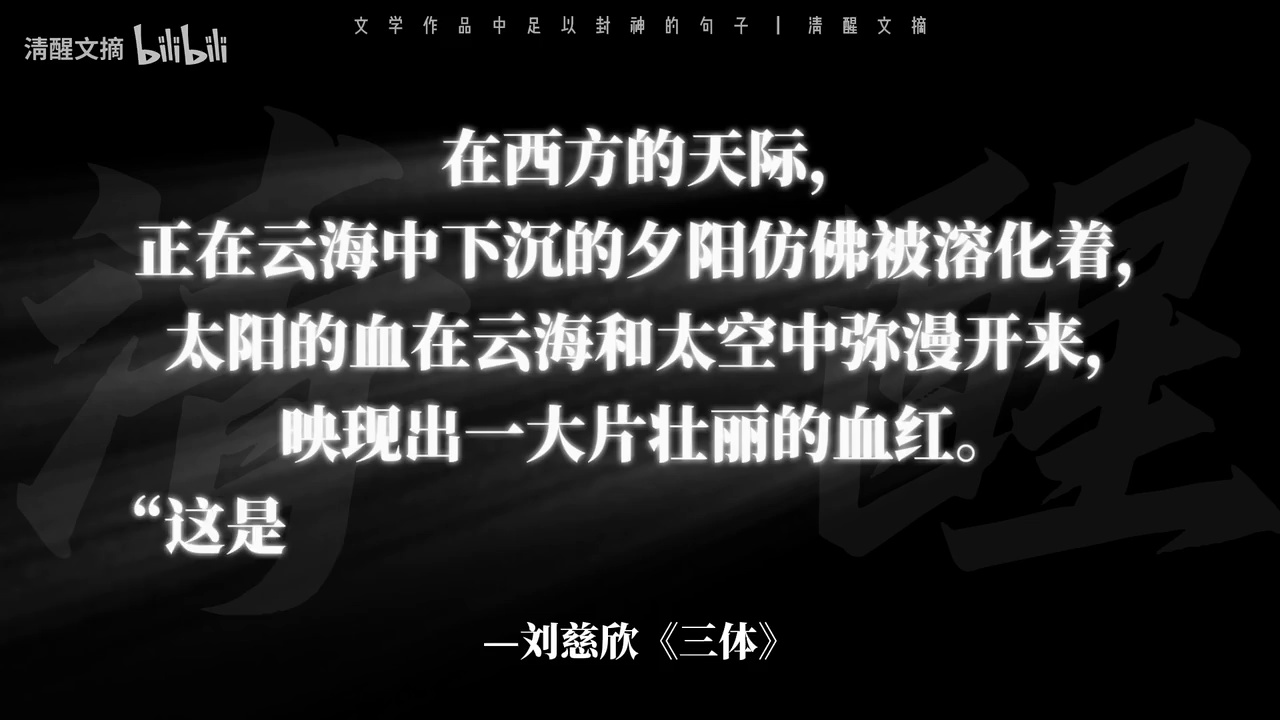 文学作品中足以封神的句子 | 清醒文摘
清醒文摘 bilibili
清醒
在西方的天际，
正在云海中下沉的夕阳仿佛被溶化着，
太阳的血在云海和太空中弥漫开来，
映现出一大片壮丽的血红。
“这是
—刘慈欣《三体》